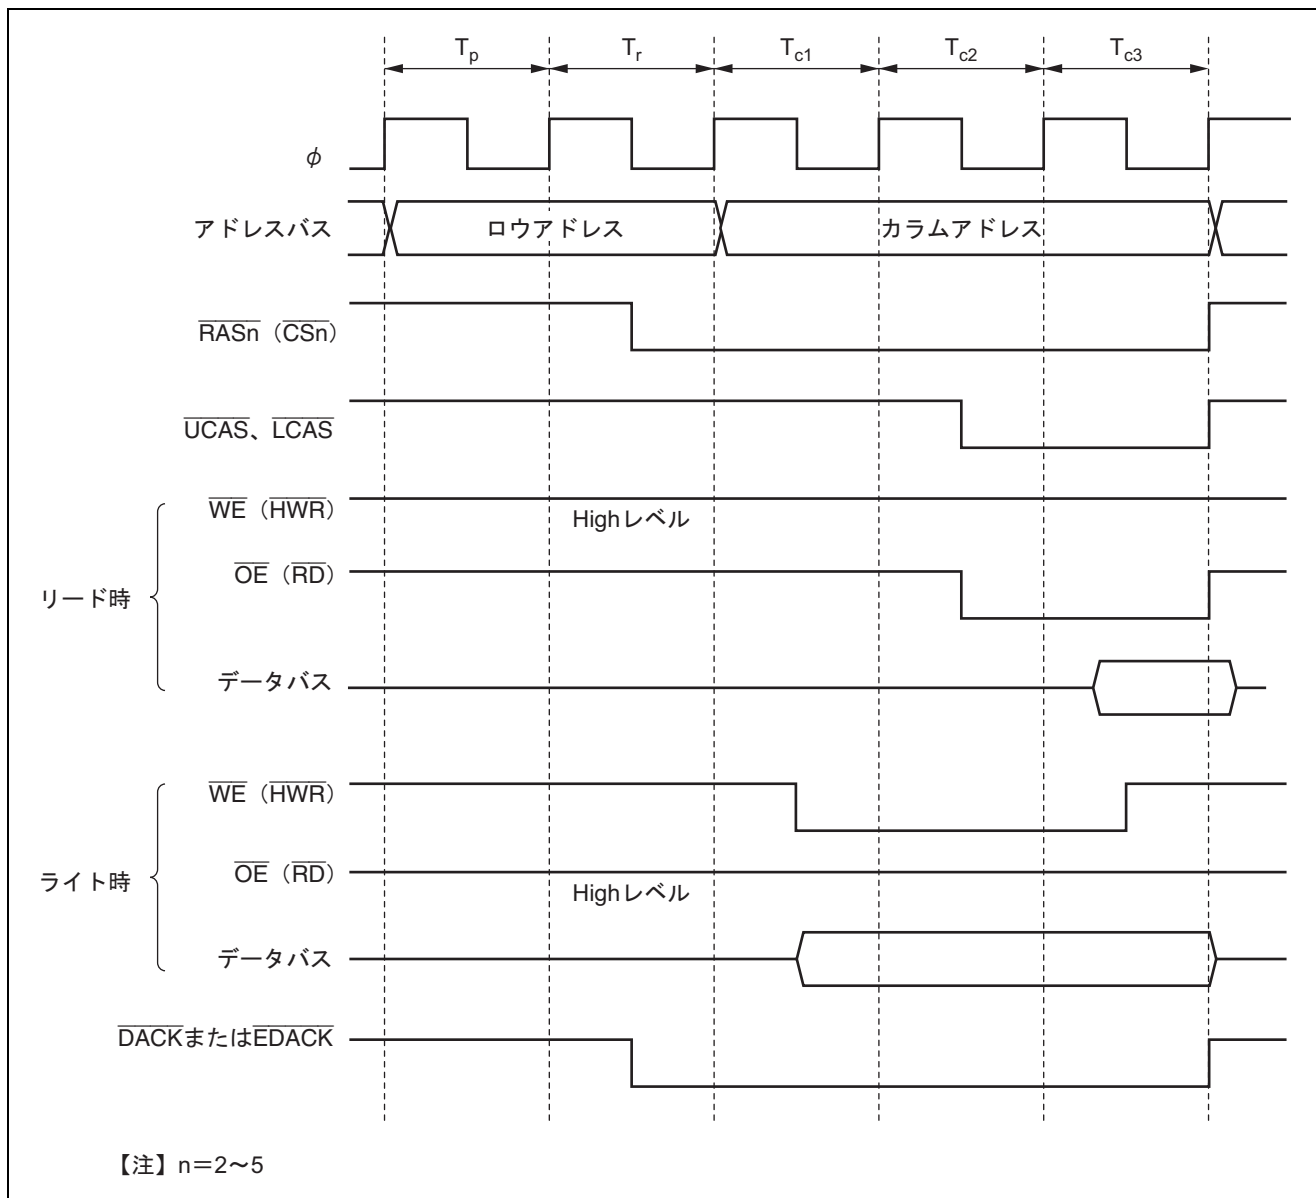 Tp Tr Tc1 Tc2 Tc3
φ
アドレスバス ロウアドレス カラムアドレス
RASn（CSn）
UCAS、LCAS
WE（HWR）
Highレベル
OE（RD）
リード時
データバス
WE（HWR）
OE（RD）
ライト時
Highレベル
データバス
DACKまたはEDACK
【注】n＝2～5